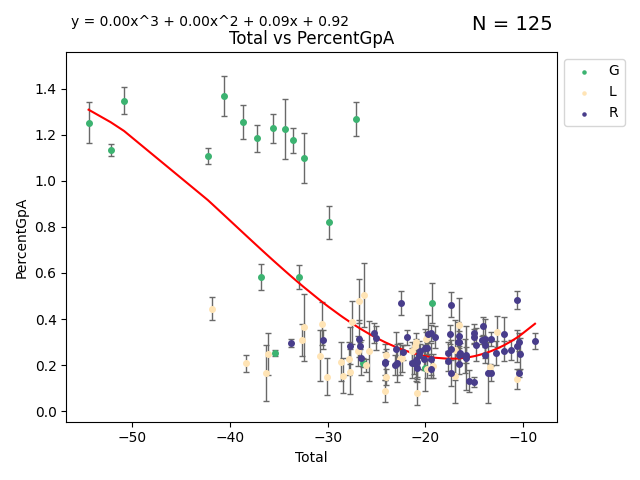 y = 0.00x^3 + 0.00x^2 + 0.09x + 0.92
N = 125
Total vs PercentGpA
G
L
R
PercentGpA
1.4
1.2
1.0
0.8
0.6
0.4
0.2
0.0
−50
−40
−30
−20
−10
Total